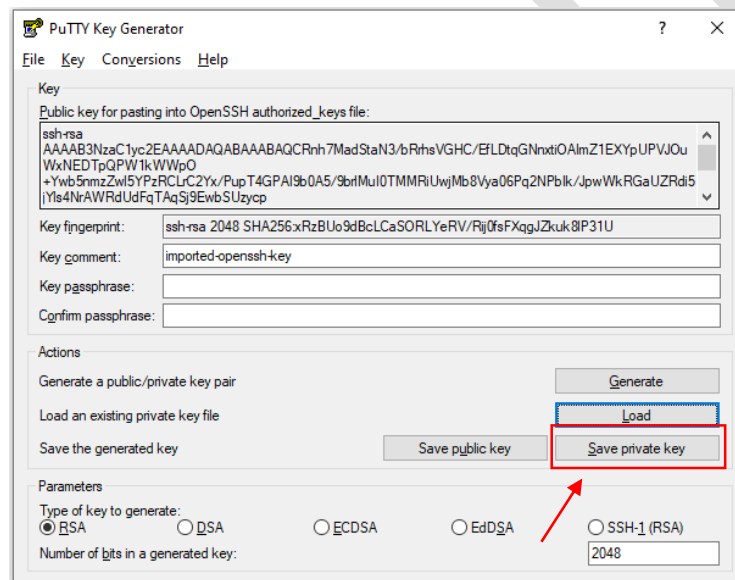 PuTTY Key Generator ? ×
File Key Conversions Help
Key
Public key for pasting into OpenSSH authorized_keys file:
ssh-rsa
AAAAB3NzaC1yc2EAAAADAQABAAABAQCRnh7MadStaN3/bRrhsVGHC/EfLDtqGNnxtiOAlmZ1EXYpUPVJOu
WxNEDTpQPW1kWWpO
+Ywb5nmzZwl5YPzRCLrC2Yx/PupT4GPAI9b0A5/9brlMuI0TMMRiUwjMb8Vya06Pq2NPbIk/JpwWkRGaUZRdi5
jYls4NrAWRdUdFqTAqSj9EwbSUzycp
Key fingerprint: ssh-rsa 2048 SHA256:xRzBUo9dBcLCaSORLYeRV/Rij0fsFXqgJZkuk8lP31U
Key comment: imported-openssh-key
Key passphrase:
Confirm passphrase:
Actions
Generate a public/private key pair Generate
Load an existing private key file Load
Save the generated key Save public key Save private key
Parameters
Type of key to generate:
RSA DSA ECDSA EdDSA SSH-1 (RSA)
Number of bits in a generated key: 2048